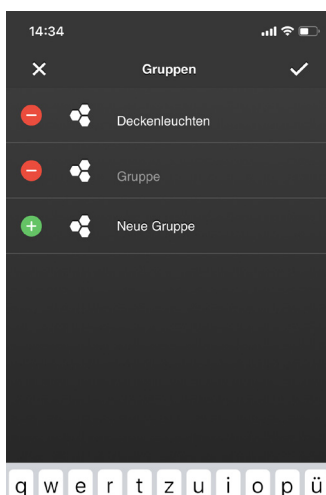 14:34
Gruppen
Deckenleuchten
Gruppe
Neue Gruppe
q w e r t z u i o p ü